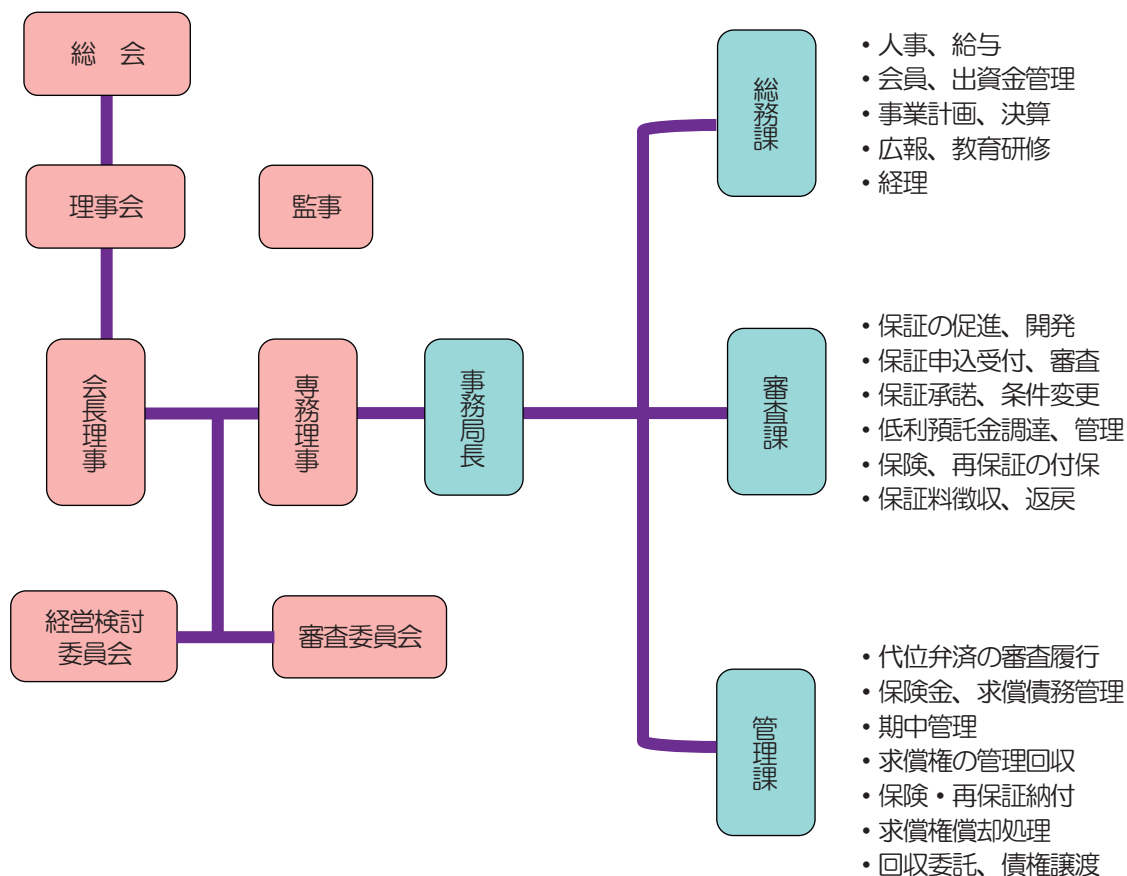 総　会
理事会
監事
会長理事
専務理事
事務局長
経営検討
委員会
審査委員会
総務課
・人事、給与
・会員、出資金管理
・事業計画、決算
・広報、教育研修
・経理
審査課
・保証の促進、開発
・保証申込受付、審査
・保証承諾、条件変更
・低利預託金調達、管理
・保険、再保証の付保
・保証料徴収、返戻
管理課
・代位弁済の審査履行
・保険金、求償債務管理
・期中管理
・求償権の管理回収
・保険・再保証納付
・求償権償却処理
・回収委託、債権譲渡